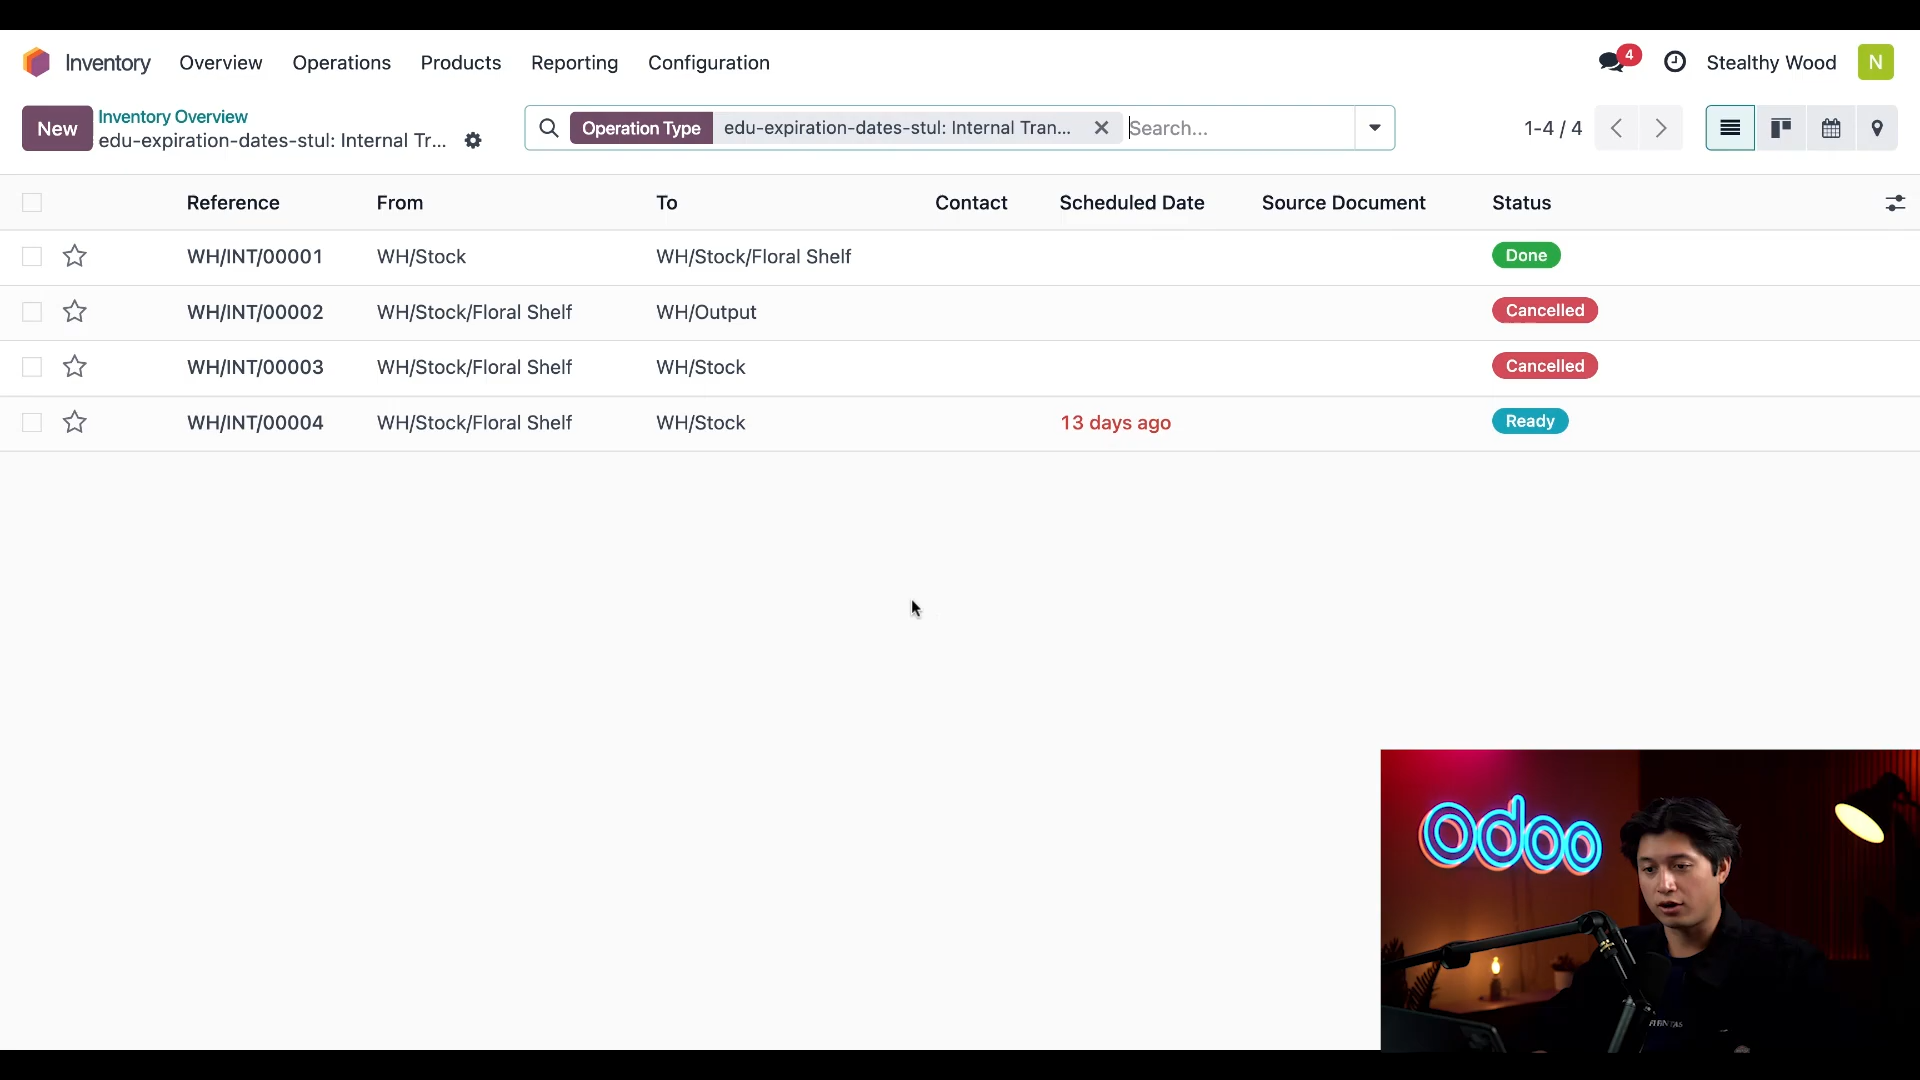 Inventory Overview Operations Products Reporting Configuration 4 Stealthy Wood N
New
Inventory Overview
edu-expiration-dates-stul: Internal Tr...
Operation Type edu-expiration-dates-stul: Internal Tran... Search...
1-4 / 4
Reference From To Contact Scheduled Date Source Document Status
WH/INT/00001 WH/Stock WH/Stock/Floral Shelf Done
WH/INT/00002 WH/Stock/Floral Shelf WH/Output Cancelled
WH/INT/00003 WH/Stock/Floral Shelf WH/Stock Cancelled
WH/INT/00004 WH/Stock/Floral Shelf WH/Stock 13 days ago Ready
odoo